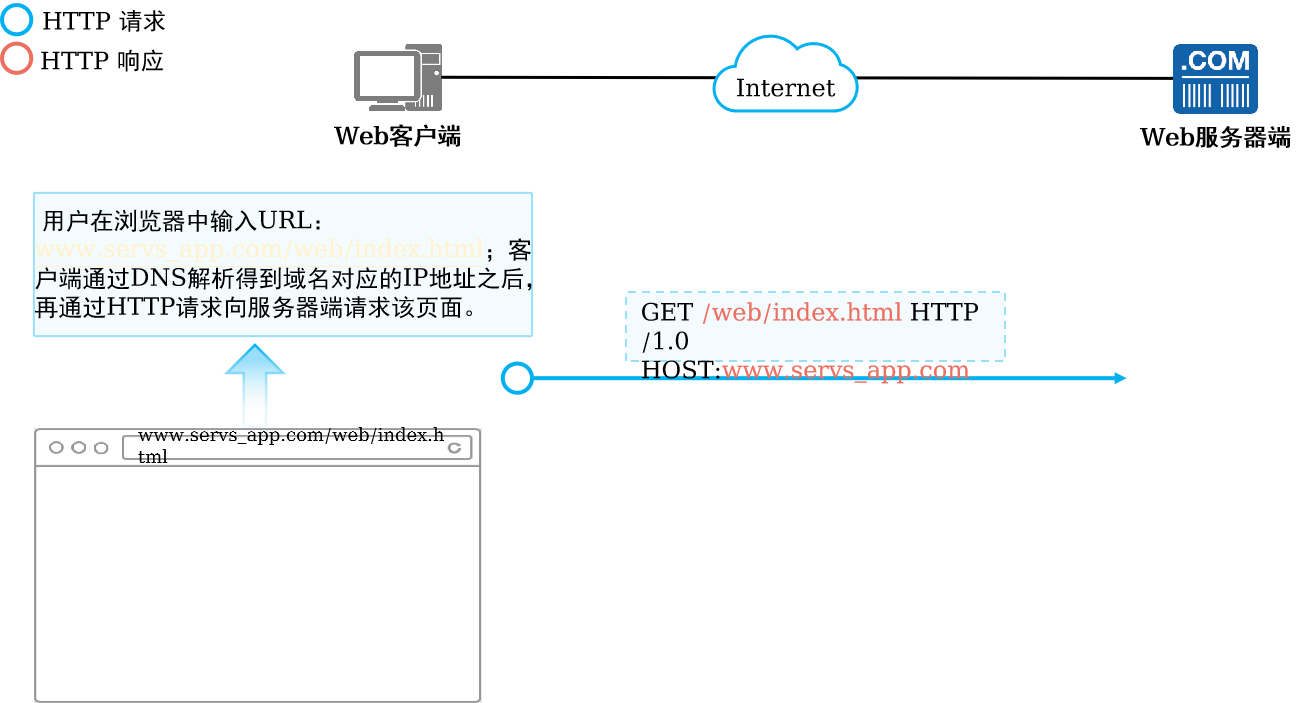 HTTP 请求
HTTP 响应
.COM
Internet
Web客户端
Web服务器端
用户在浏览器中输入URL：
www.servs_app.com/web/index.html；客
户端通过DNS解析得到域名对应的IP地址之后，
再通过HTTP请求向服务器端请求该页面。
GET /web/index.html HTTP
/1.0
HOST:www.servs_app.com
www.servs_app.com/web/index.h
tml